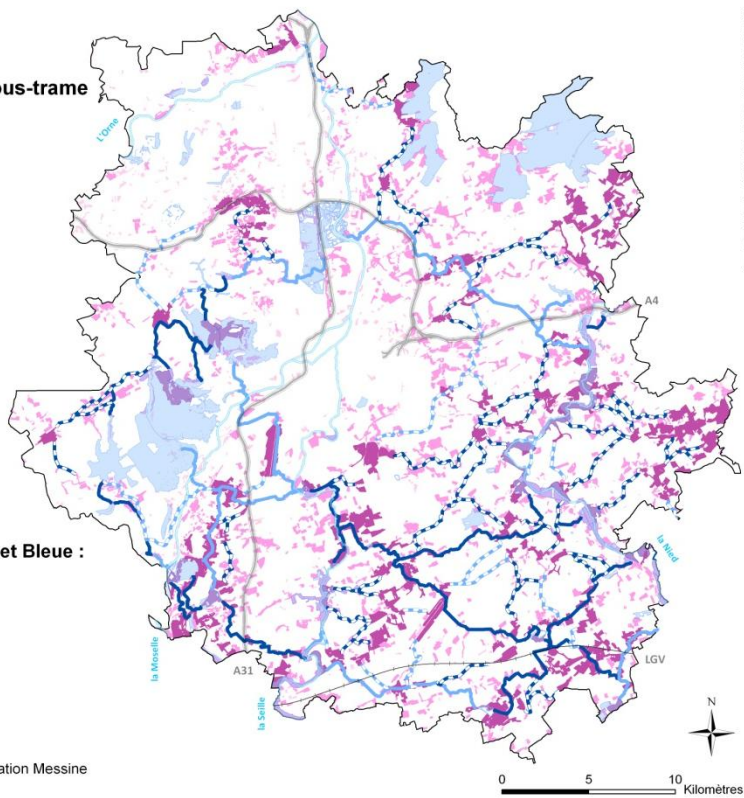 ous-trame
l'Orne
A4
et Bleue :
la Nied
la Moselle
A31
la Seille
LGV
N
ation Messine
0 5 10 Kilomètres